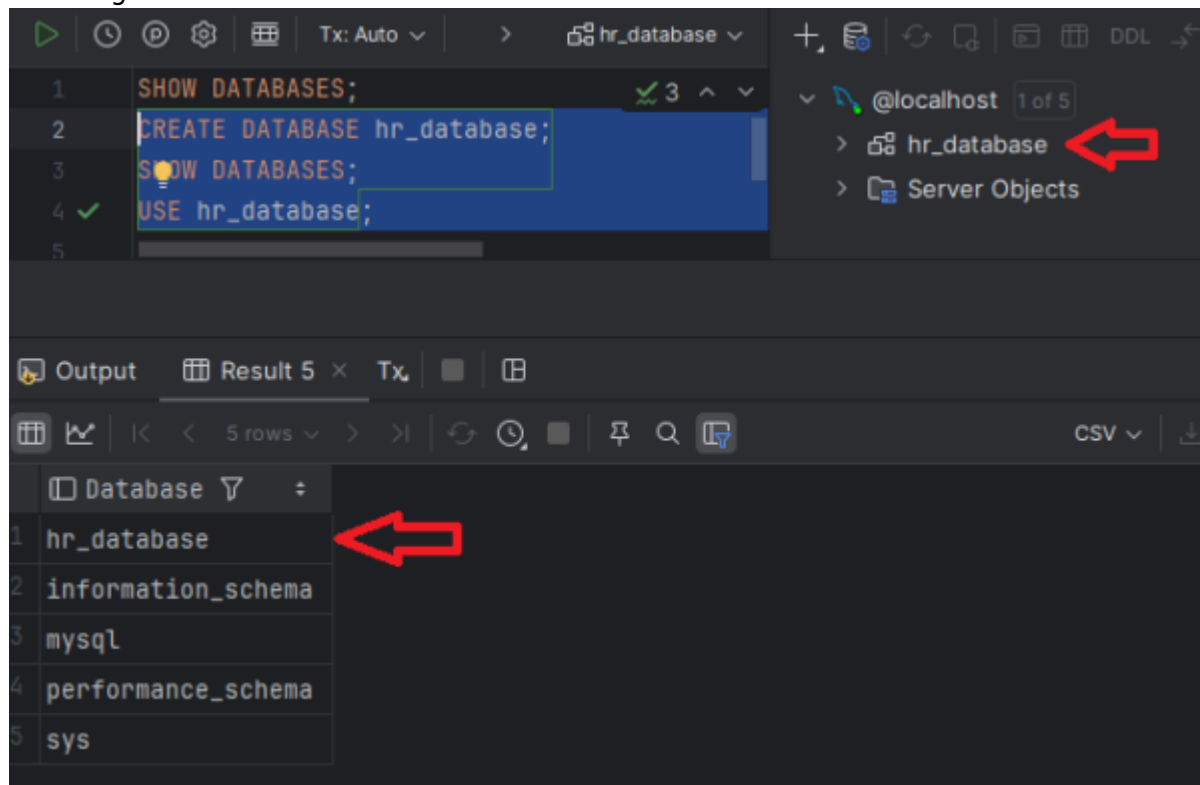 Tx: Auto
hr_database
DDL
1 SHOW DATABASES;
3
2 CREATE DATABASE hr_database;
3 SHOW DATABASES;
4 USE hr_database;
5
@localhost 1 of 5
hr_database
Server Objects
Output Result 5 × Tx
5 rows
CSV
Database
1 hr_database
2 information_schema
3 mysql
4 performance_schema
5 sys